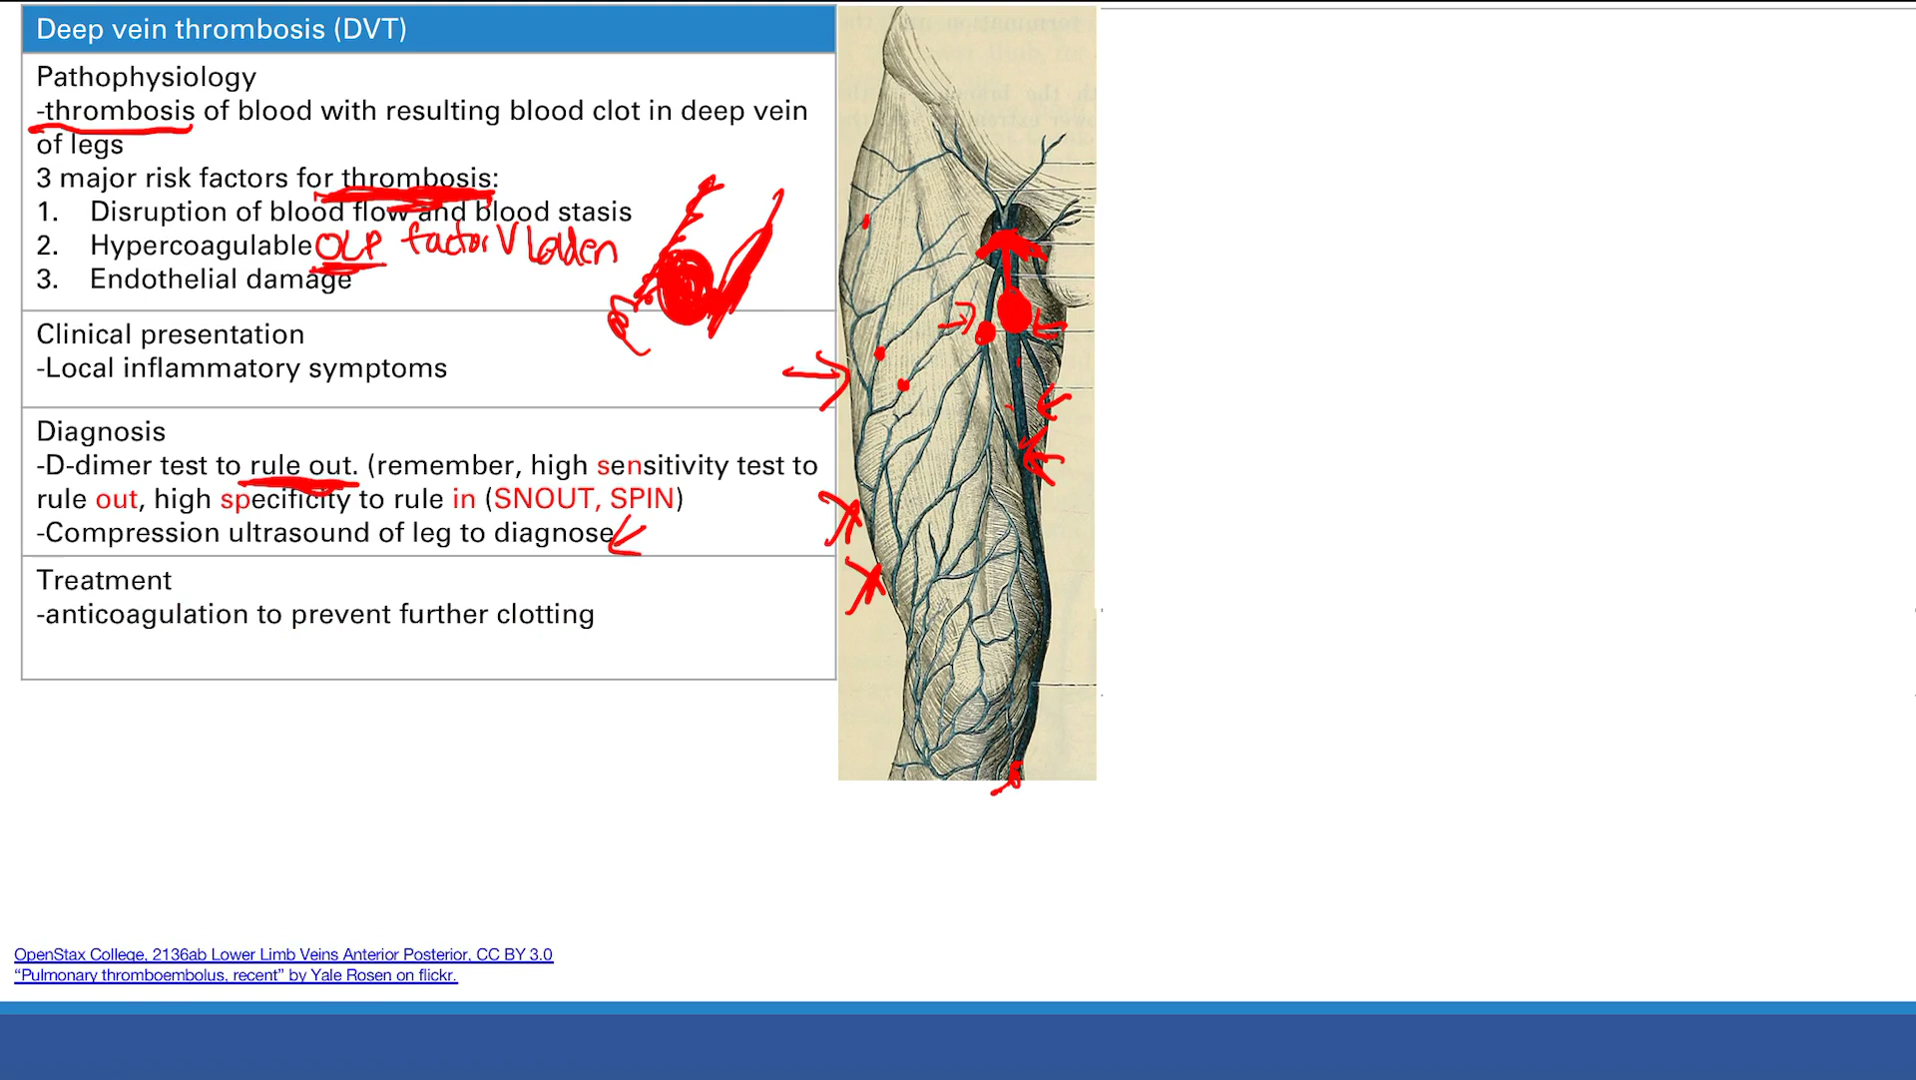 Deep vein thrombosis (DVT)
Pathophysiology
-thrombosis of blood with resulting blood clot in deep vein
of legs
3 major risk factors for thrombosis:
1. Disruption of blood flow and blood stasis
2. Hypercoagulable OCP factor V Leiden
3. Endothelial damage
Clinical presentation
-Local inflammatory symptoms
Diagnosis
-D-dimer test to rule out. (remember, high sensitivity test to
rule out, high specificity to rule in (SNOUT, SPIN)
-Compression ultrasound of leg to diagnose
Treatment
-anticoagulation to prevent further clotting
OpenStax College, 2136ab Lower Limb Veins Anterior Posterior, CC BY 3.0
“Pulmonary thromboembolus, recent” by Yale Rosen on flickr.